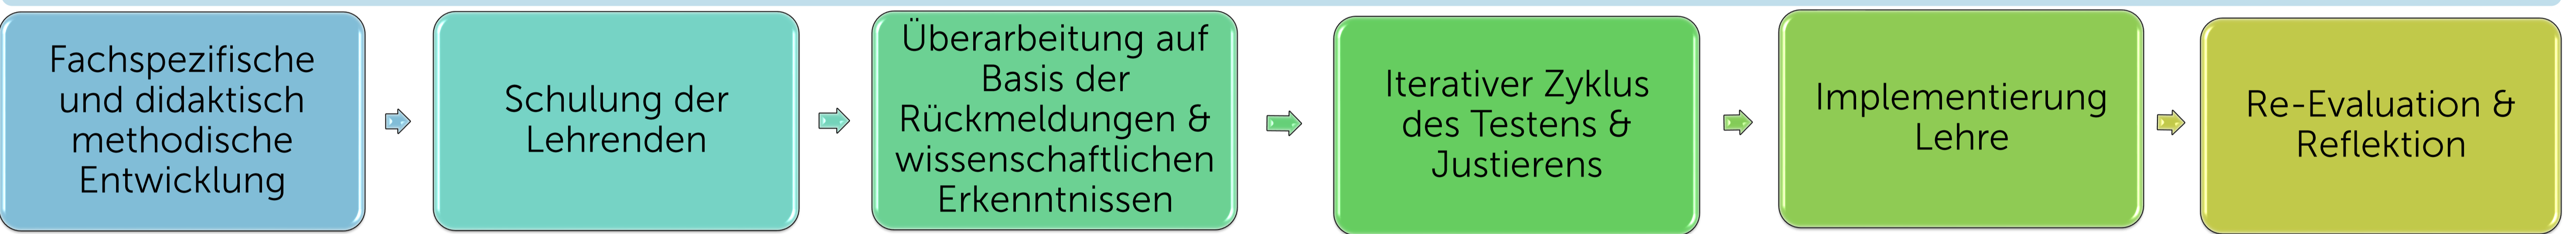 Fachspezifische
und didaktisch
methodische
Entwicklung
Schulung der
Lehrenden
Überarbeitung auf
Basis der
Rückmeldungen &
wissenschaftlichen
Erkenntnissen
Iterativer Zyklus
des Testens &
Justierens
Implementierung
Lehre
Re-Evaluation &
Reflektion